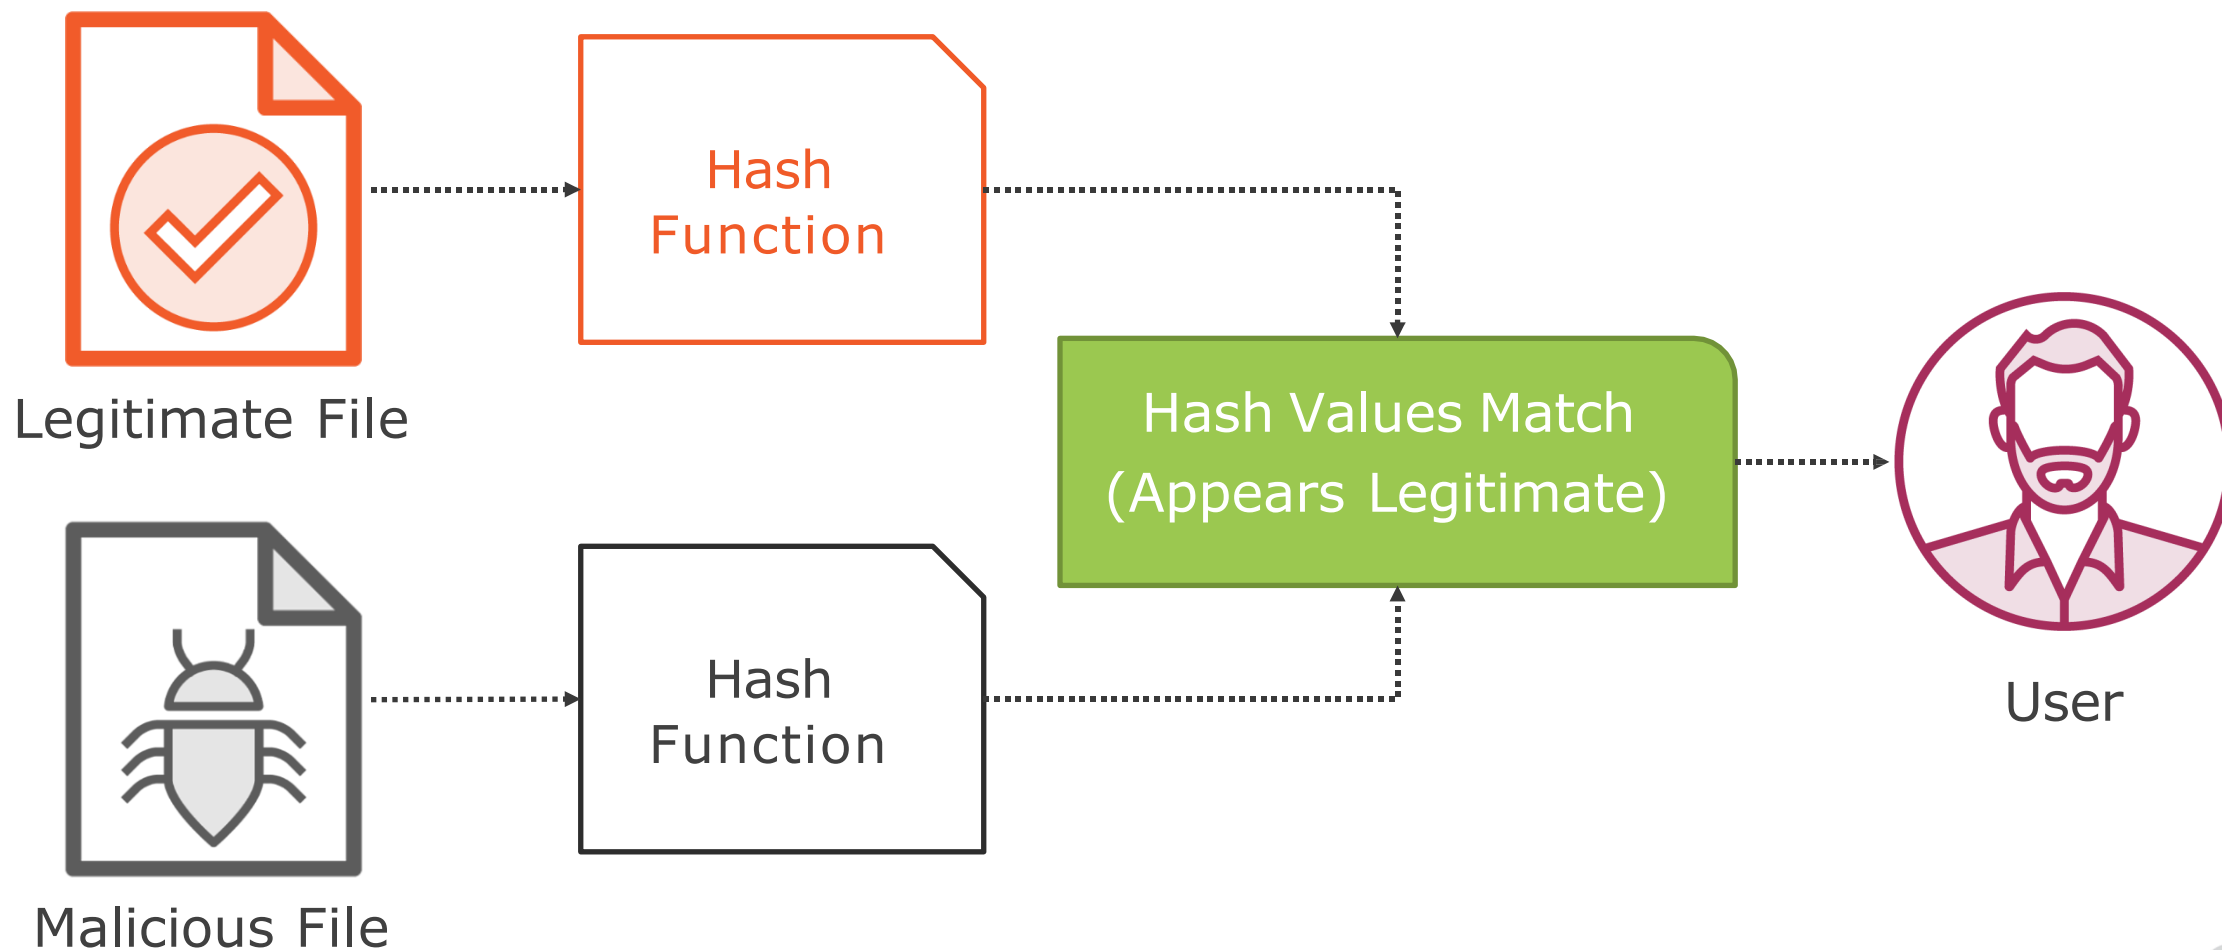 Hash
Function
Legitimate File
Hash Values Match
(Appears Legitimate)
Hash
Function
User
Malicious File